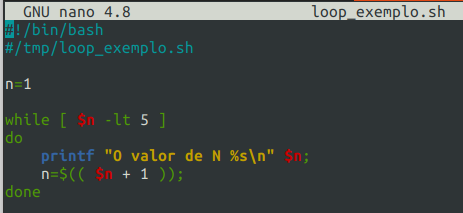 GNU nano 4.8 loop_exemplo.sh
#!/bin/bash
#/tmp/loop_exemplo.sh
n=1
while [ $n -lt 5 ]
do
    printf "O valor de N %s\n" $n;
    n=$(( $n + 1 ));
done